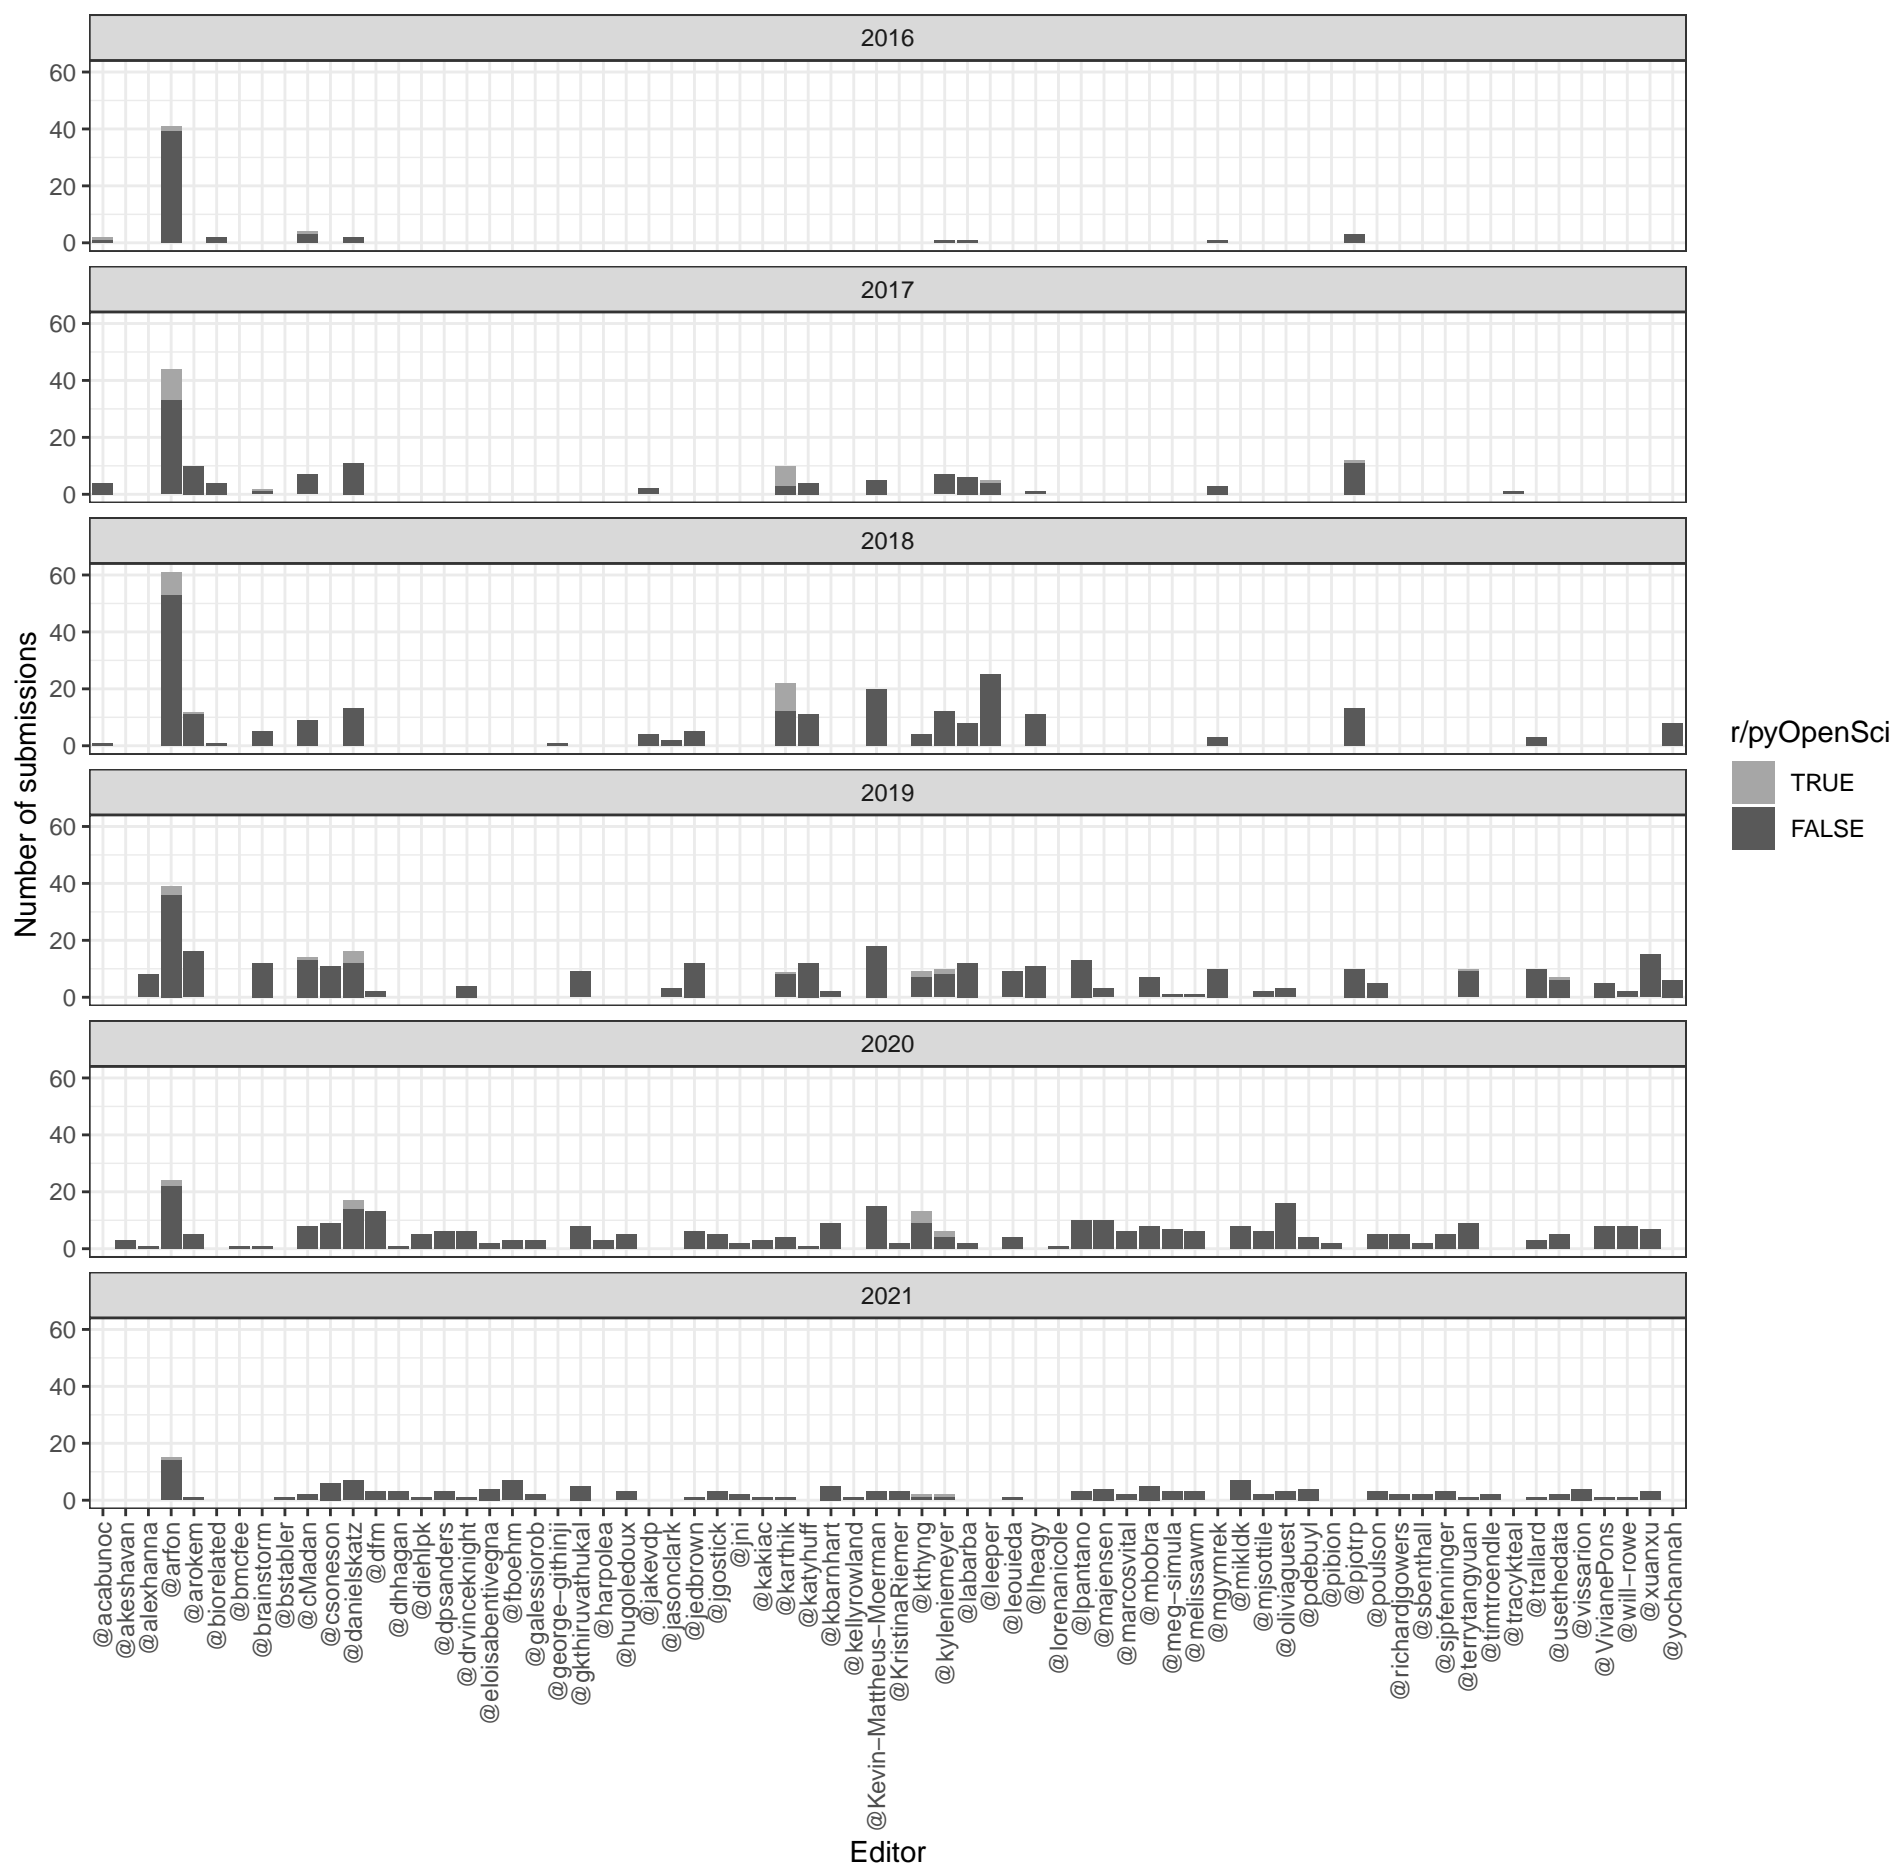 2016
60
40
20
0
2017
60
40
20
0
2018
60
40
20
0
2019
60
40
20
0
2020
60
40
20
0
2021
60
40
20
0
Number of submissions
@acabunoc
@akeshavan
@alexhanna
@arfon
@arokem
@biorelated
@bmcfee
@brainstorm
@bstabler
@cMadan
@csoneson
@danielskatz
@dfm
@dhhagan
@diehlpk
@dpsanders
@drvinceknight
@eloisabentivegna
@fboehm
@galessiorob
@george−githinji
@gkthiruvathukal
@harpolea
@hugoledoux
@jakevdp
@jasonclark
@jedbrown
@jgostick
@jni
@kakiac
@karthik
@katyhuff
@kbarnhart
@kellyrowland
@Kevin−Mattheus−Moerman
@KristinaRiemer
@kthyng
@kyleniemeyer
@labarba
@leeper
@leouieda
@lheagy
@lorenanicole
@lpantano
@majensen
@marcosvital
@mbobra
@meg−simula
@melissawm
@mgymrek
@mikldk
@mjsottile
@oliviaguest
@pdebuyl
@pibion
@pjotrp
@poulson
@richardjgowers
@sbenthall
@sjpfenninger
@terrytangyuan
@timtroendle
@tracykteal
@trallard
@usethedata
@vissarion
@VivianePons
@will−rowe
@xuanxu
@yochannah
Editor
r/pyOpenSci
TRUE
FALSE